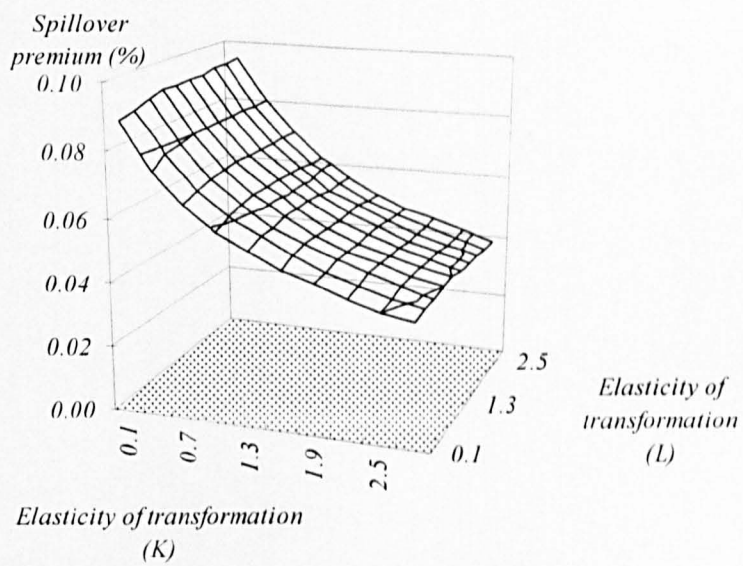 Spillover
premium (%)
0.10
0.08
0.06
0.04
0.02
0.00
0.1
0.7
1.3
1.9
2.5
0.1
1.3
2.5
Elasticity of transformation
(K)
Elasticity of
transformation
(L)